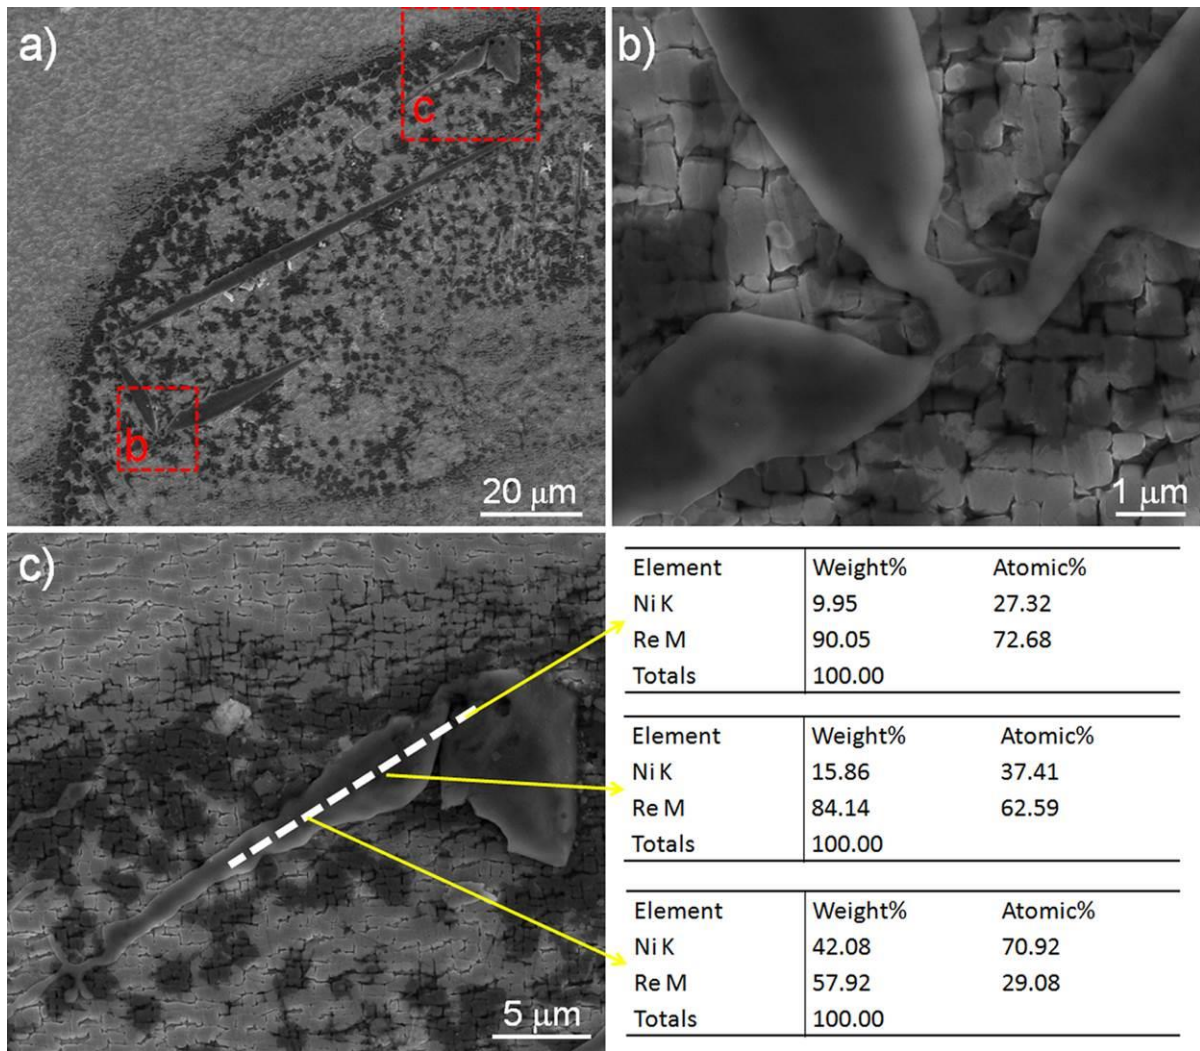 a)
c
b
20 μm
b)
1 μm
c)
5 μm
Element Weight% Atomic%
Ni K 9.95 27.32
Re M 90.05 72.68
Totals 100.00
Element Weight% Atomic%
Ni K 15.86 37.41
Re M 84.14 62.59
Totals 100.00
Element Weight% Atomic%
Ni K 42.08 70.92
Re M 57.92 29.08
Totals 100.00